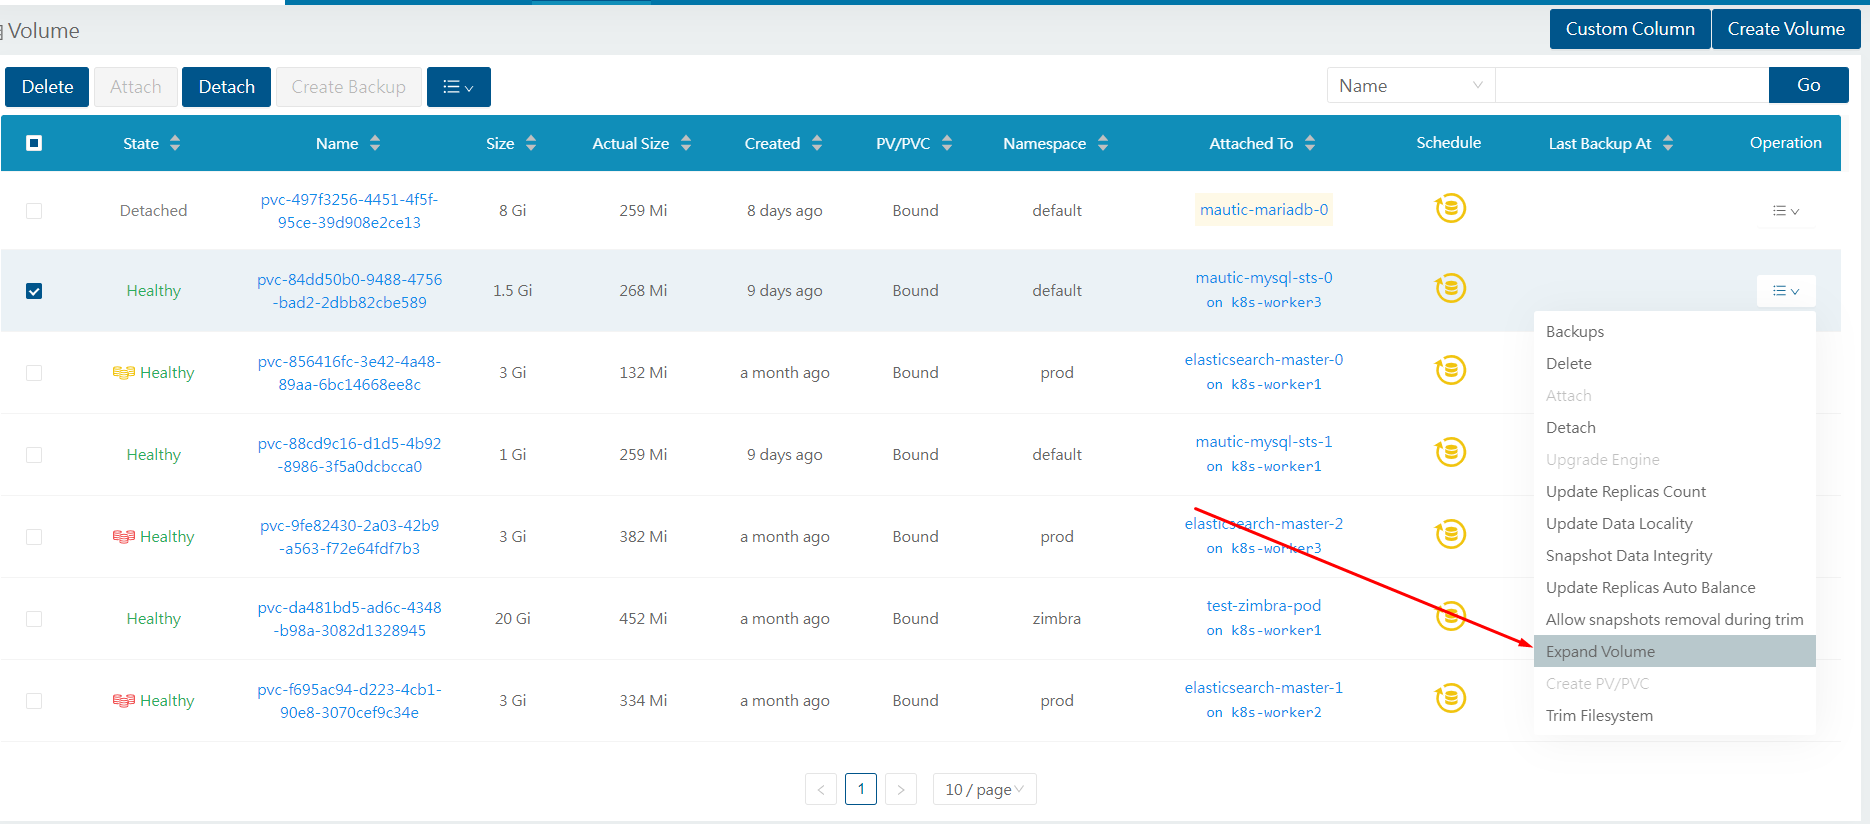 Volume
Custom Column
Create Volume
Delete
Attach
Detach
Create Backup
Name
Go
State
Name
Size
Actual Size
Created
PV/PVC
Namespace
Attached To
Schedule
Last Backup At
Operation
Detached
pvc-497f3256-4451-4f5f-
95ce-39d908e2ce13
8 Gi
259 Mi
8 days ago
Bound
default
mautic-mariadb-0
Healthy
pvc-84dd50b0-9488-4756
-bad2-2dbb82cbe589
1.5 Gi
268 Mi
9 days ago
Bound
default
mautic-mysql-sts-0
on k8s-worker3
Healthy
pvc-856416fc-3e42-4a48-
89aa-6bc14668ee8c
3 Gi
132 Mi
a month ago
Bound
prod
elasticsearch-master-0
on k8s-worker1
Healthy
pvc-88cd9c16-d1d5-4b92
-8986-3f5a0dcbcca0
1 Gi
259 Mi
9 days ago
Bound
default
mautic-mysql-sts-1
on k8s-worker1
Healthy
pvc-9fe82430-2a03-42b9
-a563-f72e64fdf7b3
3 Gi
382 Mi
a month ago
Bound
prod
elasticsearch-master-2
on k8s-worker3
Healthy
pvc-da481bd5-ad6c-4348
-b98a-3082d1328945
20 Gi
452 Mi
a month ago
Bound
zimbra
test-zimbra-pod
on k8s-worker1
Healthy
pvc-f695ac94-d223-4cb1-
90e8-3070cef9c34e
3 Gi
334 Mi
a month ago
Bound
prod
elasticsearch-master-1
on k8s-worker2
Backups
Delete
Attach
Detach
Upgrade Engine
Update Replicas Count
Update Data Locality
Snapshot Data Integrity
Update Replicas Auto Balance
Allow snapshots removal during trim
Expand Volume
Create PV/PVC
Trim Filesystem
<
1
>
10 / page